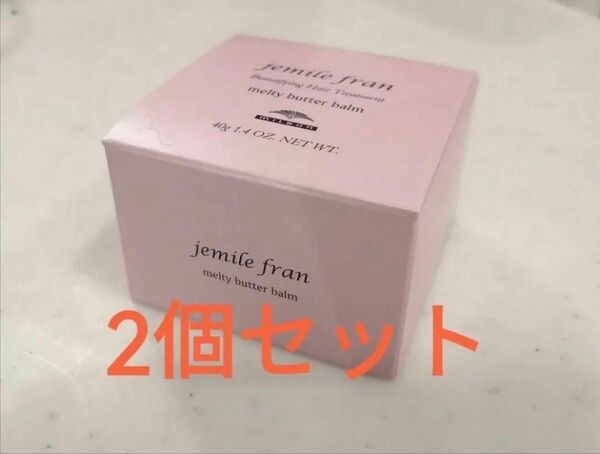 jemile fran
Beautifying Hair Treatment
melty butter balm
milbon
40g 1.4 OZ. NET WT.
jemile fran
melty butter balm
2個セット